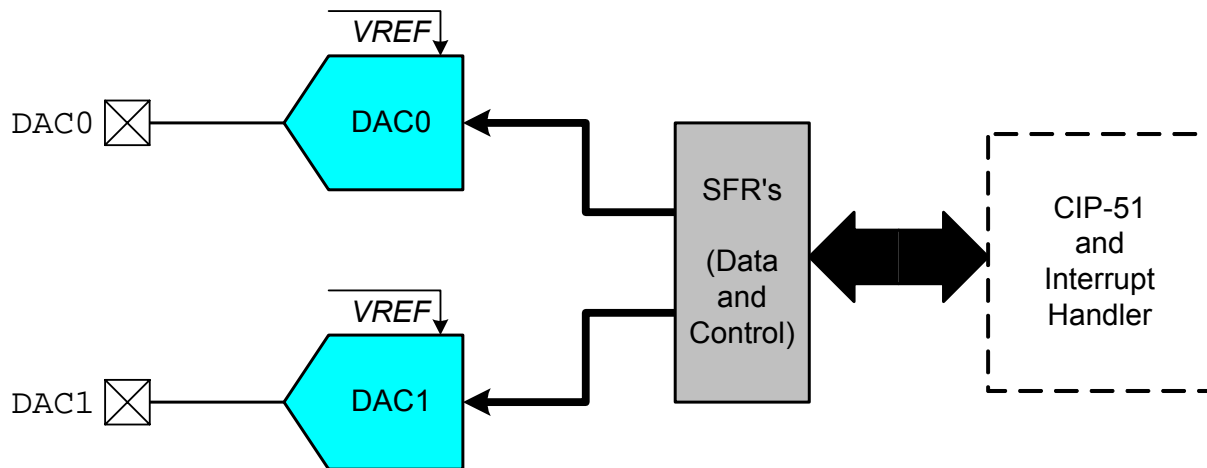 VREF
DAC0
DAC0
SFR's
(Data
and
Control)
CIP-51
and
Interrupt
Handler
VREF
DAC1
DAC1